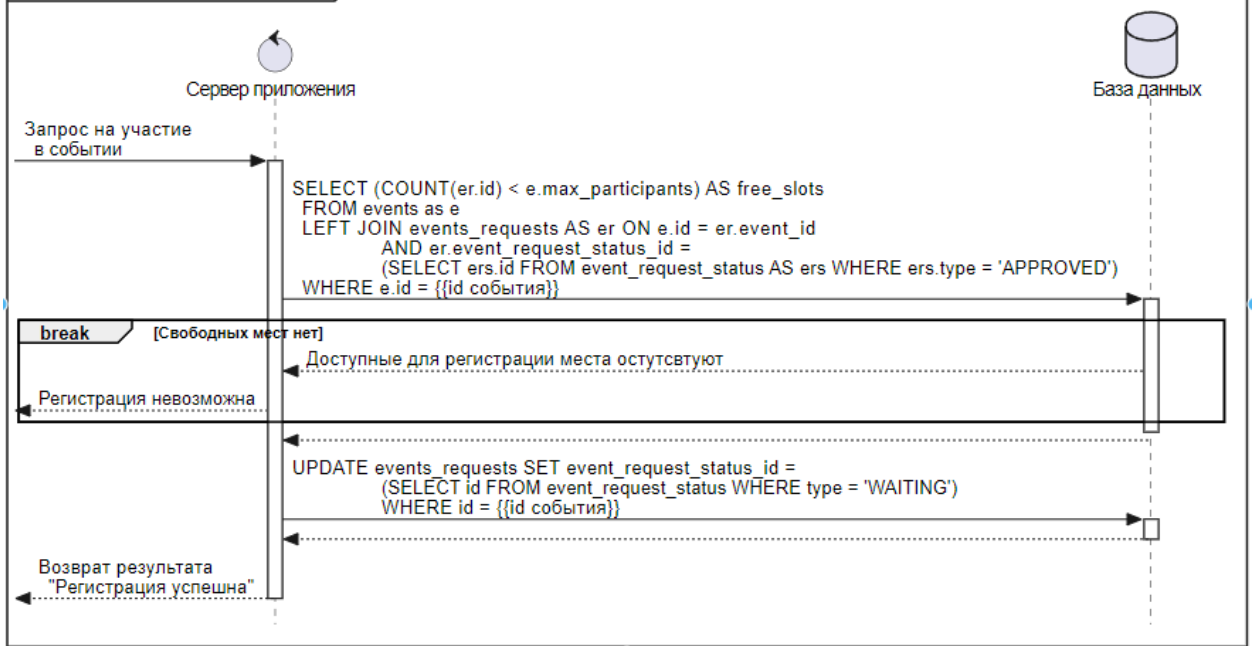 Сервер приложения
База данных
Запрос на участие
в событии
SELECT (COUNT(er.id) < e.max_participants) AS free_slots
FROM events as e
LEFT JOIN events_requests AS er ON e.id = er.event_id
AND er.event_request_status_id =
(SELECT ers.id FROM event_request_status AS ers WHERE ers.type = 'APPROVED')
WHERE e.id = {{id события}}
break [Свободных мест нет]
Доступные для регистрации места остутсвтуют
Регистрация невозможна
UPDATE events_requests SET event_request_status_id =
(SELECT id FROM event_request_status WHERE type = 'WAITING')
WHERE id = {{id события}}
Возврат результата
"Регистрация успешна"